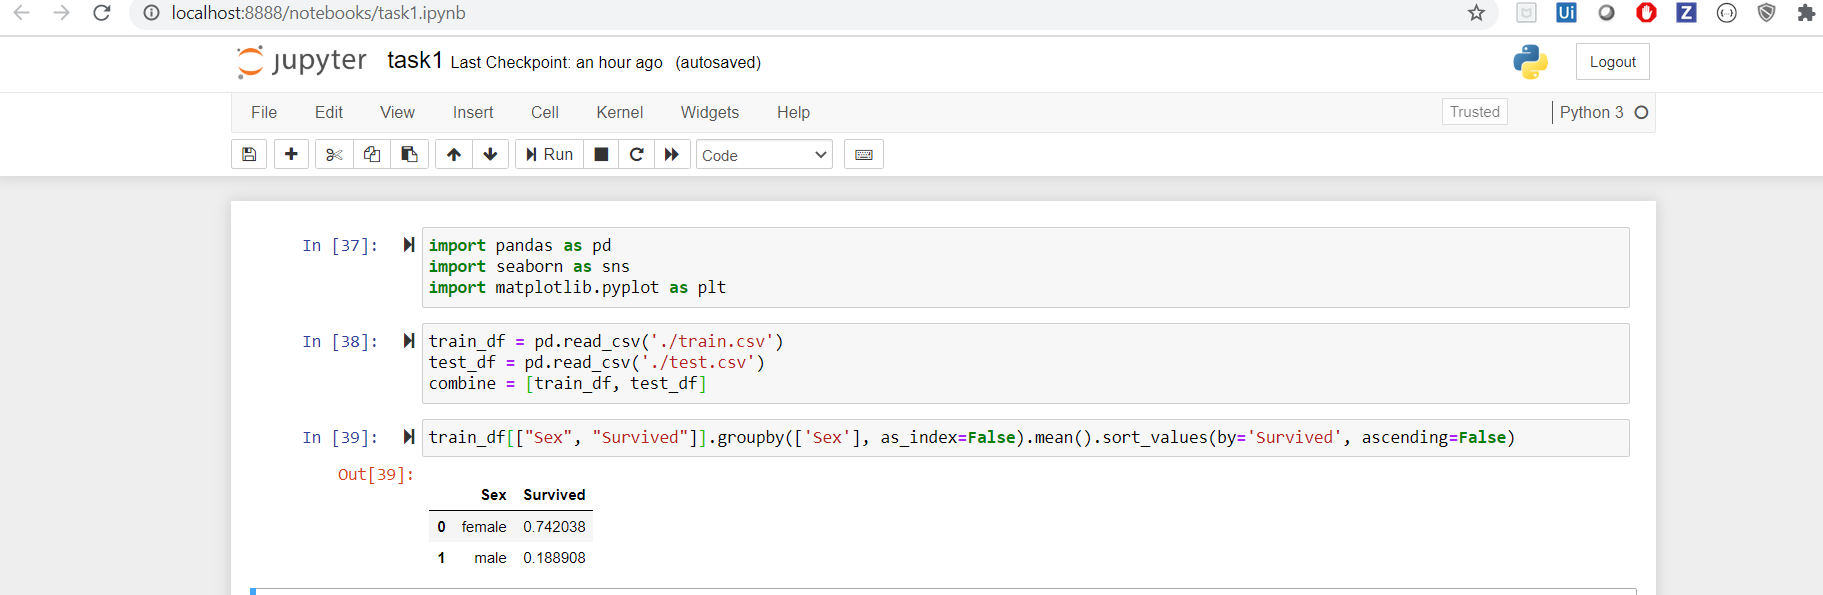 localhost:8888/notebooks/task1.ipynb
Ui
Z
jupyter task1 Last Checkpoint: an hour ago (autosaved)
Logout
File Edit View Insert Cell Kernel Widgets Help
Trusted
Python 3
Run
Code
In [37]:
import pandas as pd
import seaborn as sns
import matplotlib.pyplot as plt
In [38]:
train_df = pd.read_csv('./train.csv')
test_df = pd.read_csv('./test.csv')
combine = [train_df, test_df]
In [39]:
train_df[["Sex", "Survived"]].groupby(['Sex'], as_index=False).mean().sort_values(by='Survived', ascending=False)
Out[39]:
Sex Survived
0 female 0.742038
1 male 0.188908